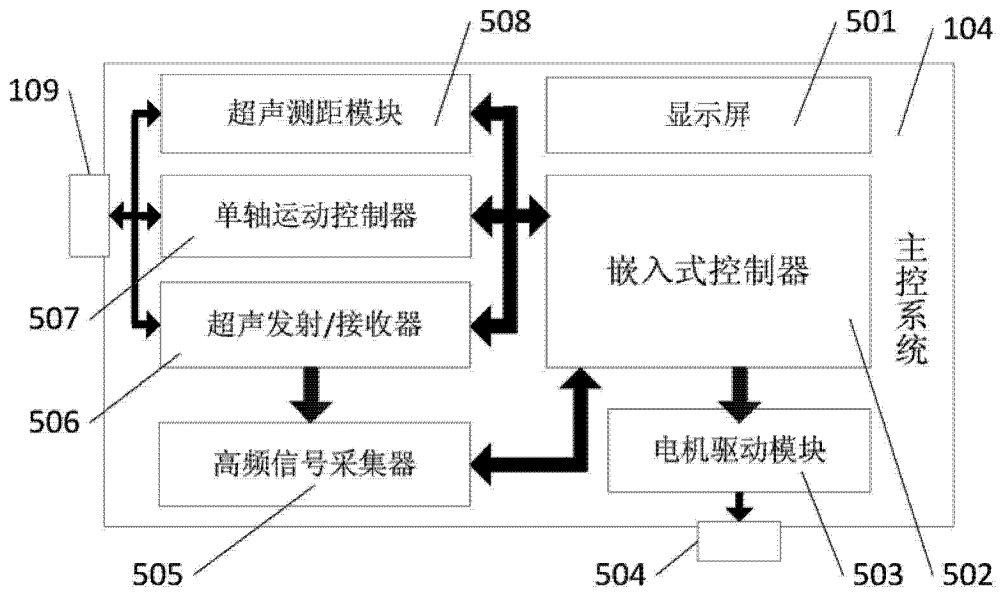 508
501
104
109
超声测距模块
显示屏
单轴运动控制器
嵌入式控制器
主控系统
507
超声发射/接收器
506
高频信号采集器
电机驱动模块
505
504
503
502